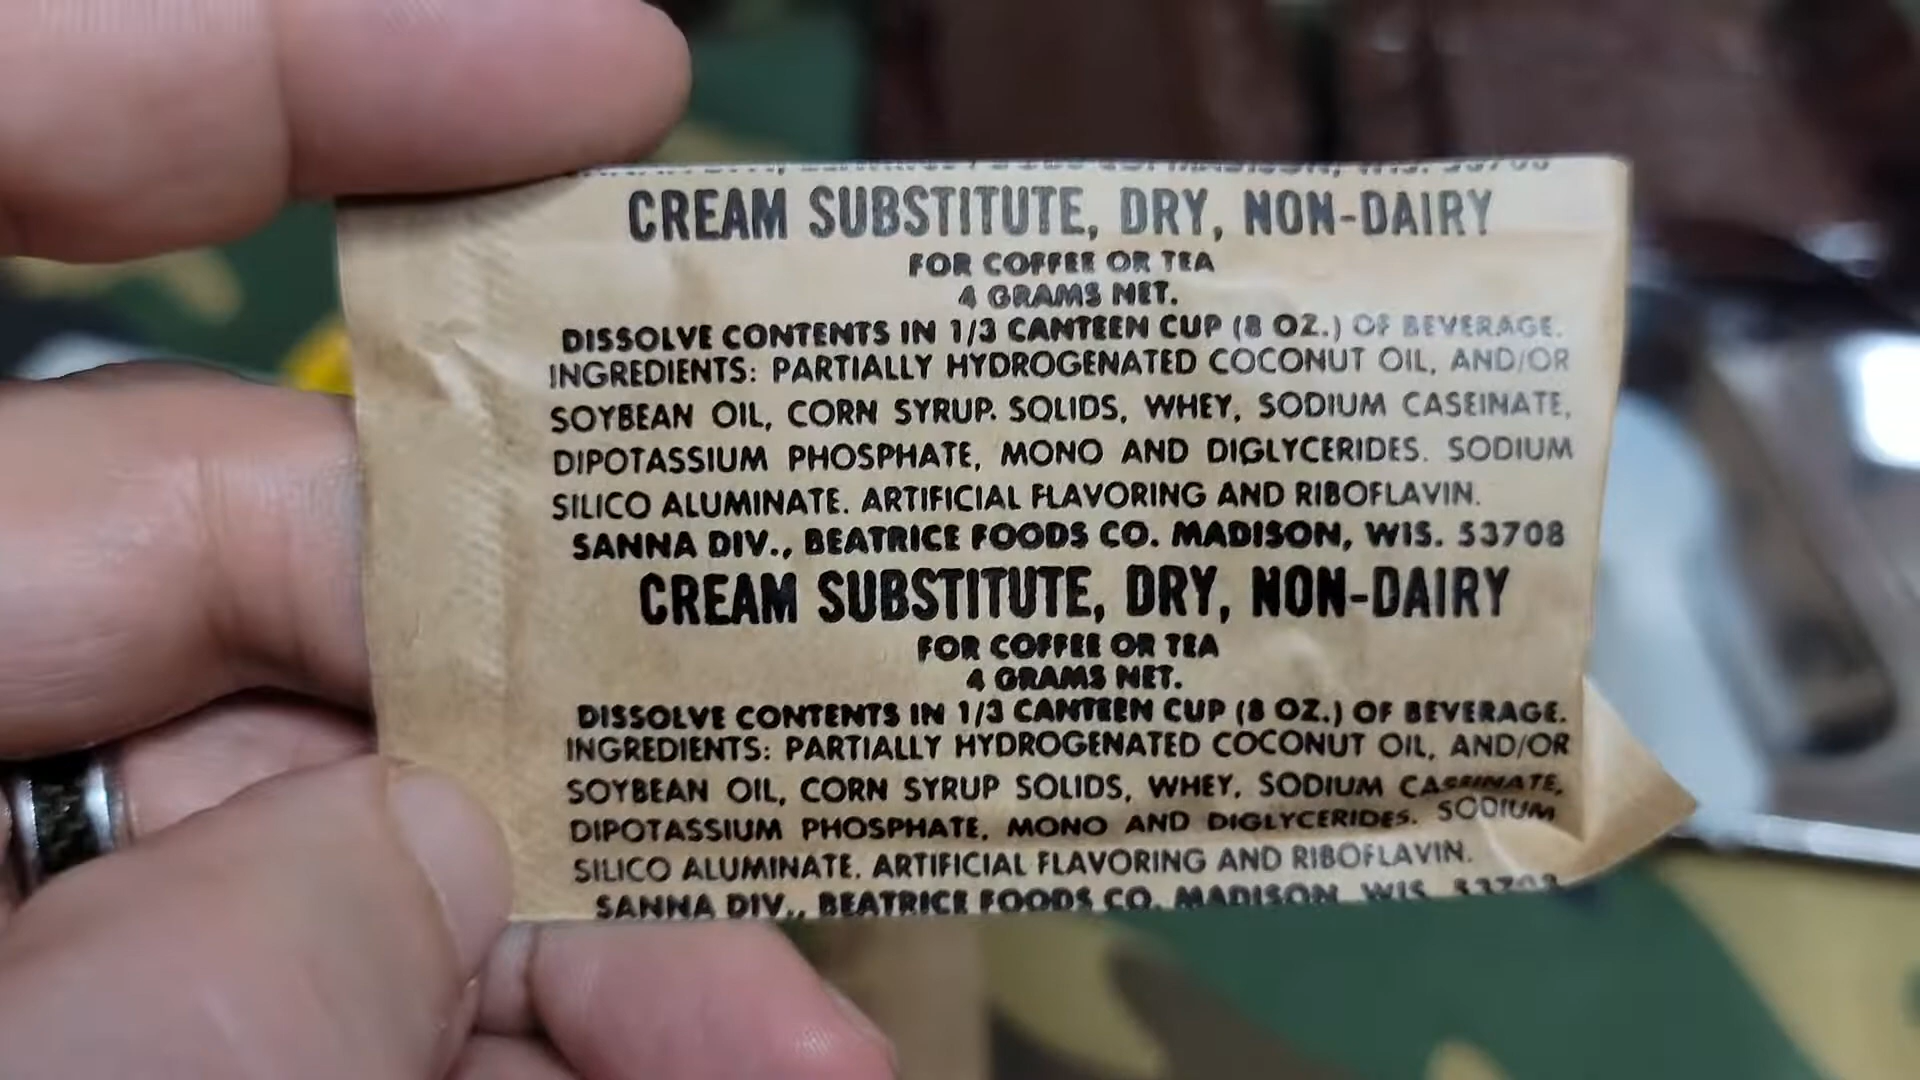 MADISON, WIS. 53708
CREAM SUBSTITUTE, DRY, NON-DAIRY
FOR COFFEE OR TEA
4 GRAMS NET.
DISSOLVE CONTENTS IN 1/3 CANTEEN CUP (8 OZ.) OF BEVERAGE.
INGREDIENTS: PARTIALLY HYDROGENATED COCONUT OIL, AND/OR
SOYBEAN OIL, CORN SYRUP. SOLIDS, WHEY, SODIUM CASEINATE,
DIPOTASSIUM PHOSPHATE, MONO AND DIGLYCERIDES. SODIUM
SILICO ALUMINATE. ARTIFICIAL FLAVORING AND RIBOFLAVIN.
SANNA DIV., BEATRICE FOODS CO. MADISON, WIS. 53708
CREAM SUBSTITUTE, DRY, NON-DAIRY
FOR COFFEE OR TEA
4 GRAMS NET.
DISSOLVE CONTENTS IN 1/3 CANTEEN CUP (8 OZ.) OF BEVERAGE.
INGREDIENTS: PARTIALLY HYDROGENATED COCONUT OIL, AND/OR
SOYBEAN OIL, CORN SYRUP SOLIDS, WHEY, SODIUM CASEINATE,
DIPOTASSIUM PHOSPHATE, MONO AND DIGLYCERIDES. SODIUM
SILICO ALUMINATE. ARTIFICIAL FLAVORING AND RIBOFLAVIN.
SANNA DIV., BEATRICE FOODS CO. MADISON, WIS. 53708